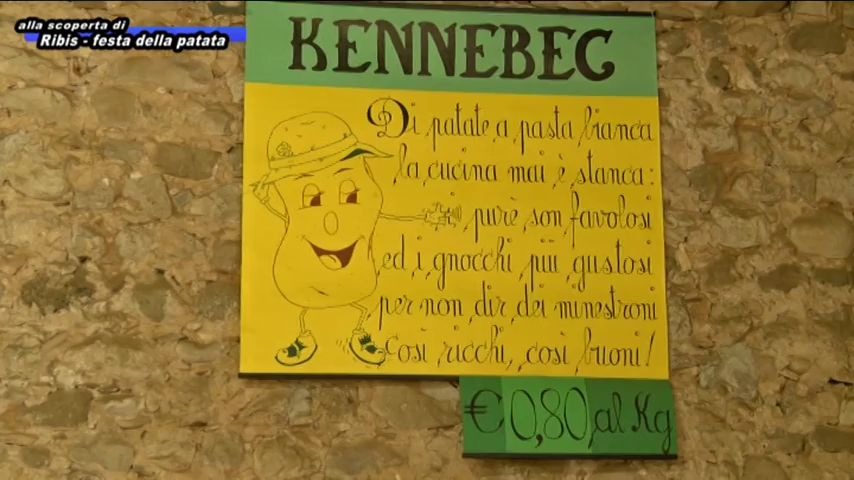 alla scoperta di
Ribis - festa della patata
KENNEBEC
Di patate a pasta bianca
la cucina mai è stanca:
i purè son favolosi
ed i gnocchi più gustosi
per non dir dei minestroni
così ricchi, così buoni!
€ 0,80 al Kg